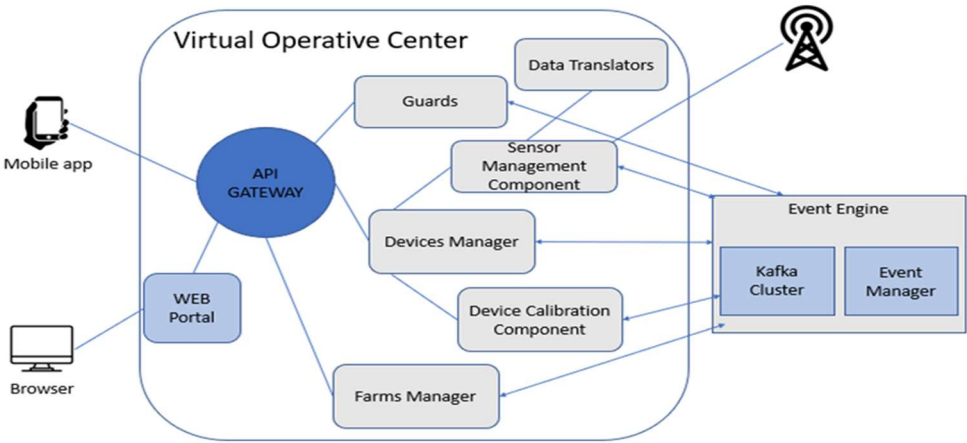 Virtual Operative Center
Data Translators
Guards
Mobile app
API
GATEWAY
Sensor
Management
Component
Event Engine
Devices Manager
Kafka
Cluster
Event
Manager
WEB
Portal
Device Calibration
Component
Browser
Farms Manager